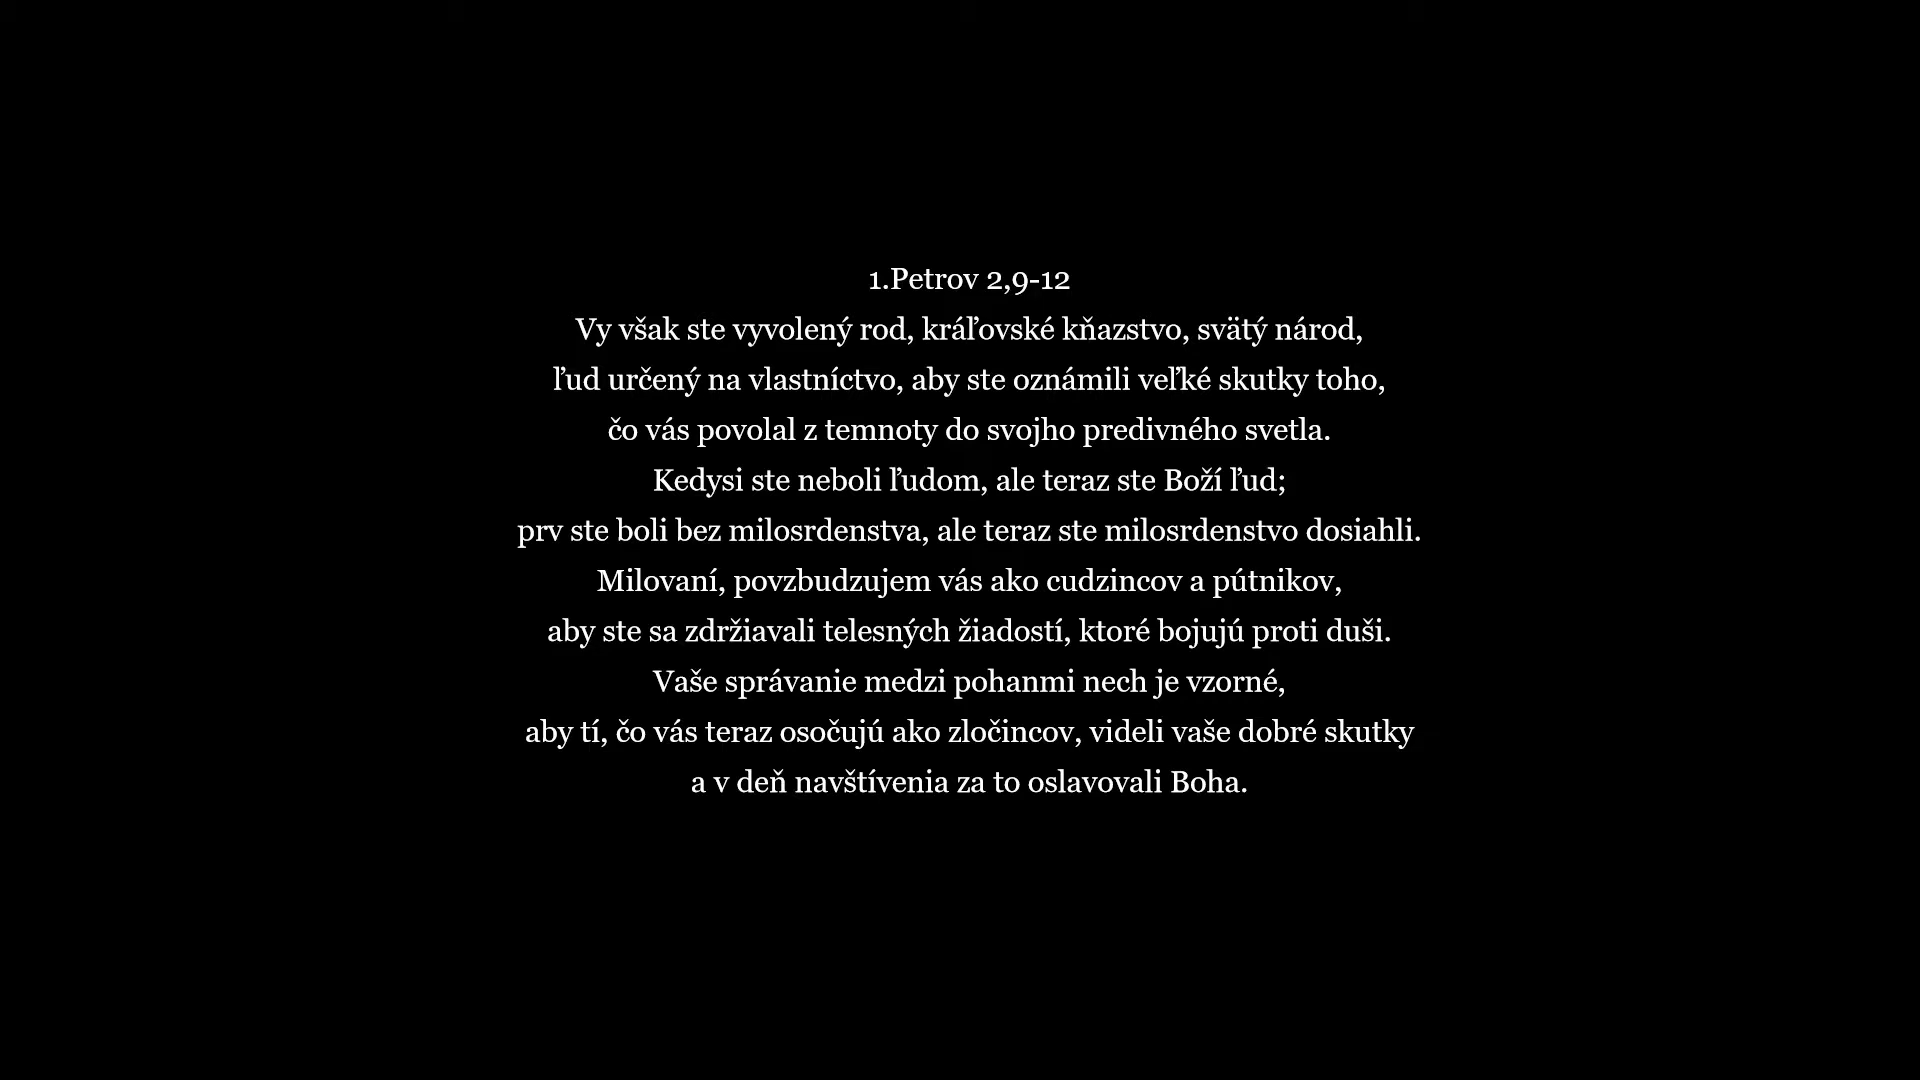 1.Petrov 2,9-12
Vy však ste vyvolený rod, kráľovské kňazstvo, svätý národ,
ľud určený na vlastníctvo, aby ste oznámili veľké skutky toho,
čo vás povolal z temnoty do svojho predivného svetla.
Kedysi ste neboli ľudom, ale teraz ste Boží ľud;
prv ste boli bez milosrdenstva, ale teraz ste milosrdenstvo dosiahli.
Milovaní, povzbudzujem vás ako cudzincov a pútnikov,
aby ste sa zdržiavali telesných žiadostí, ktoré bojujú proti duši.
Vaše správanie medzi pohanmi nech je vzorné,
aby tí, čo vás teraz osočujú ako zločincov, videli vaše dobré skutky
a v deň navštívenia za to oslavovali Boha.